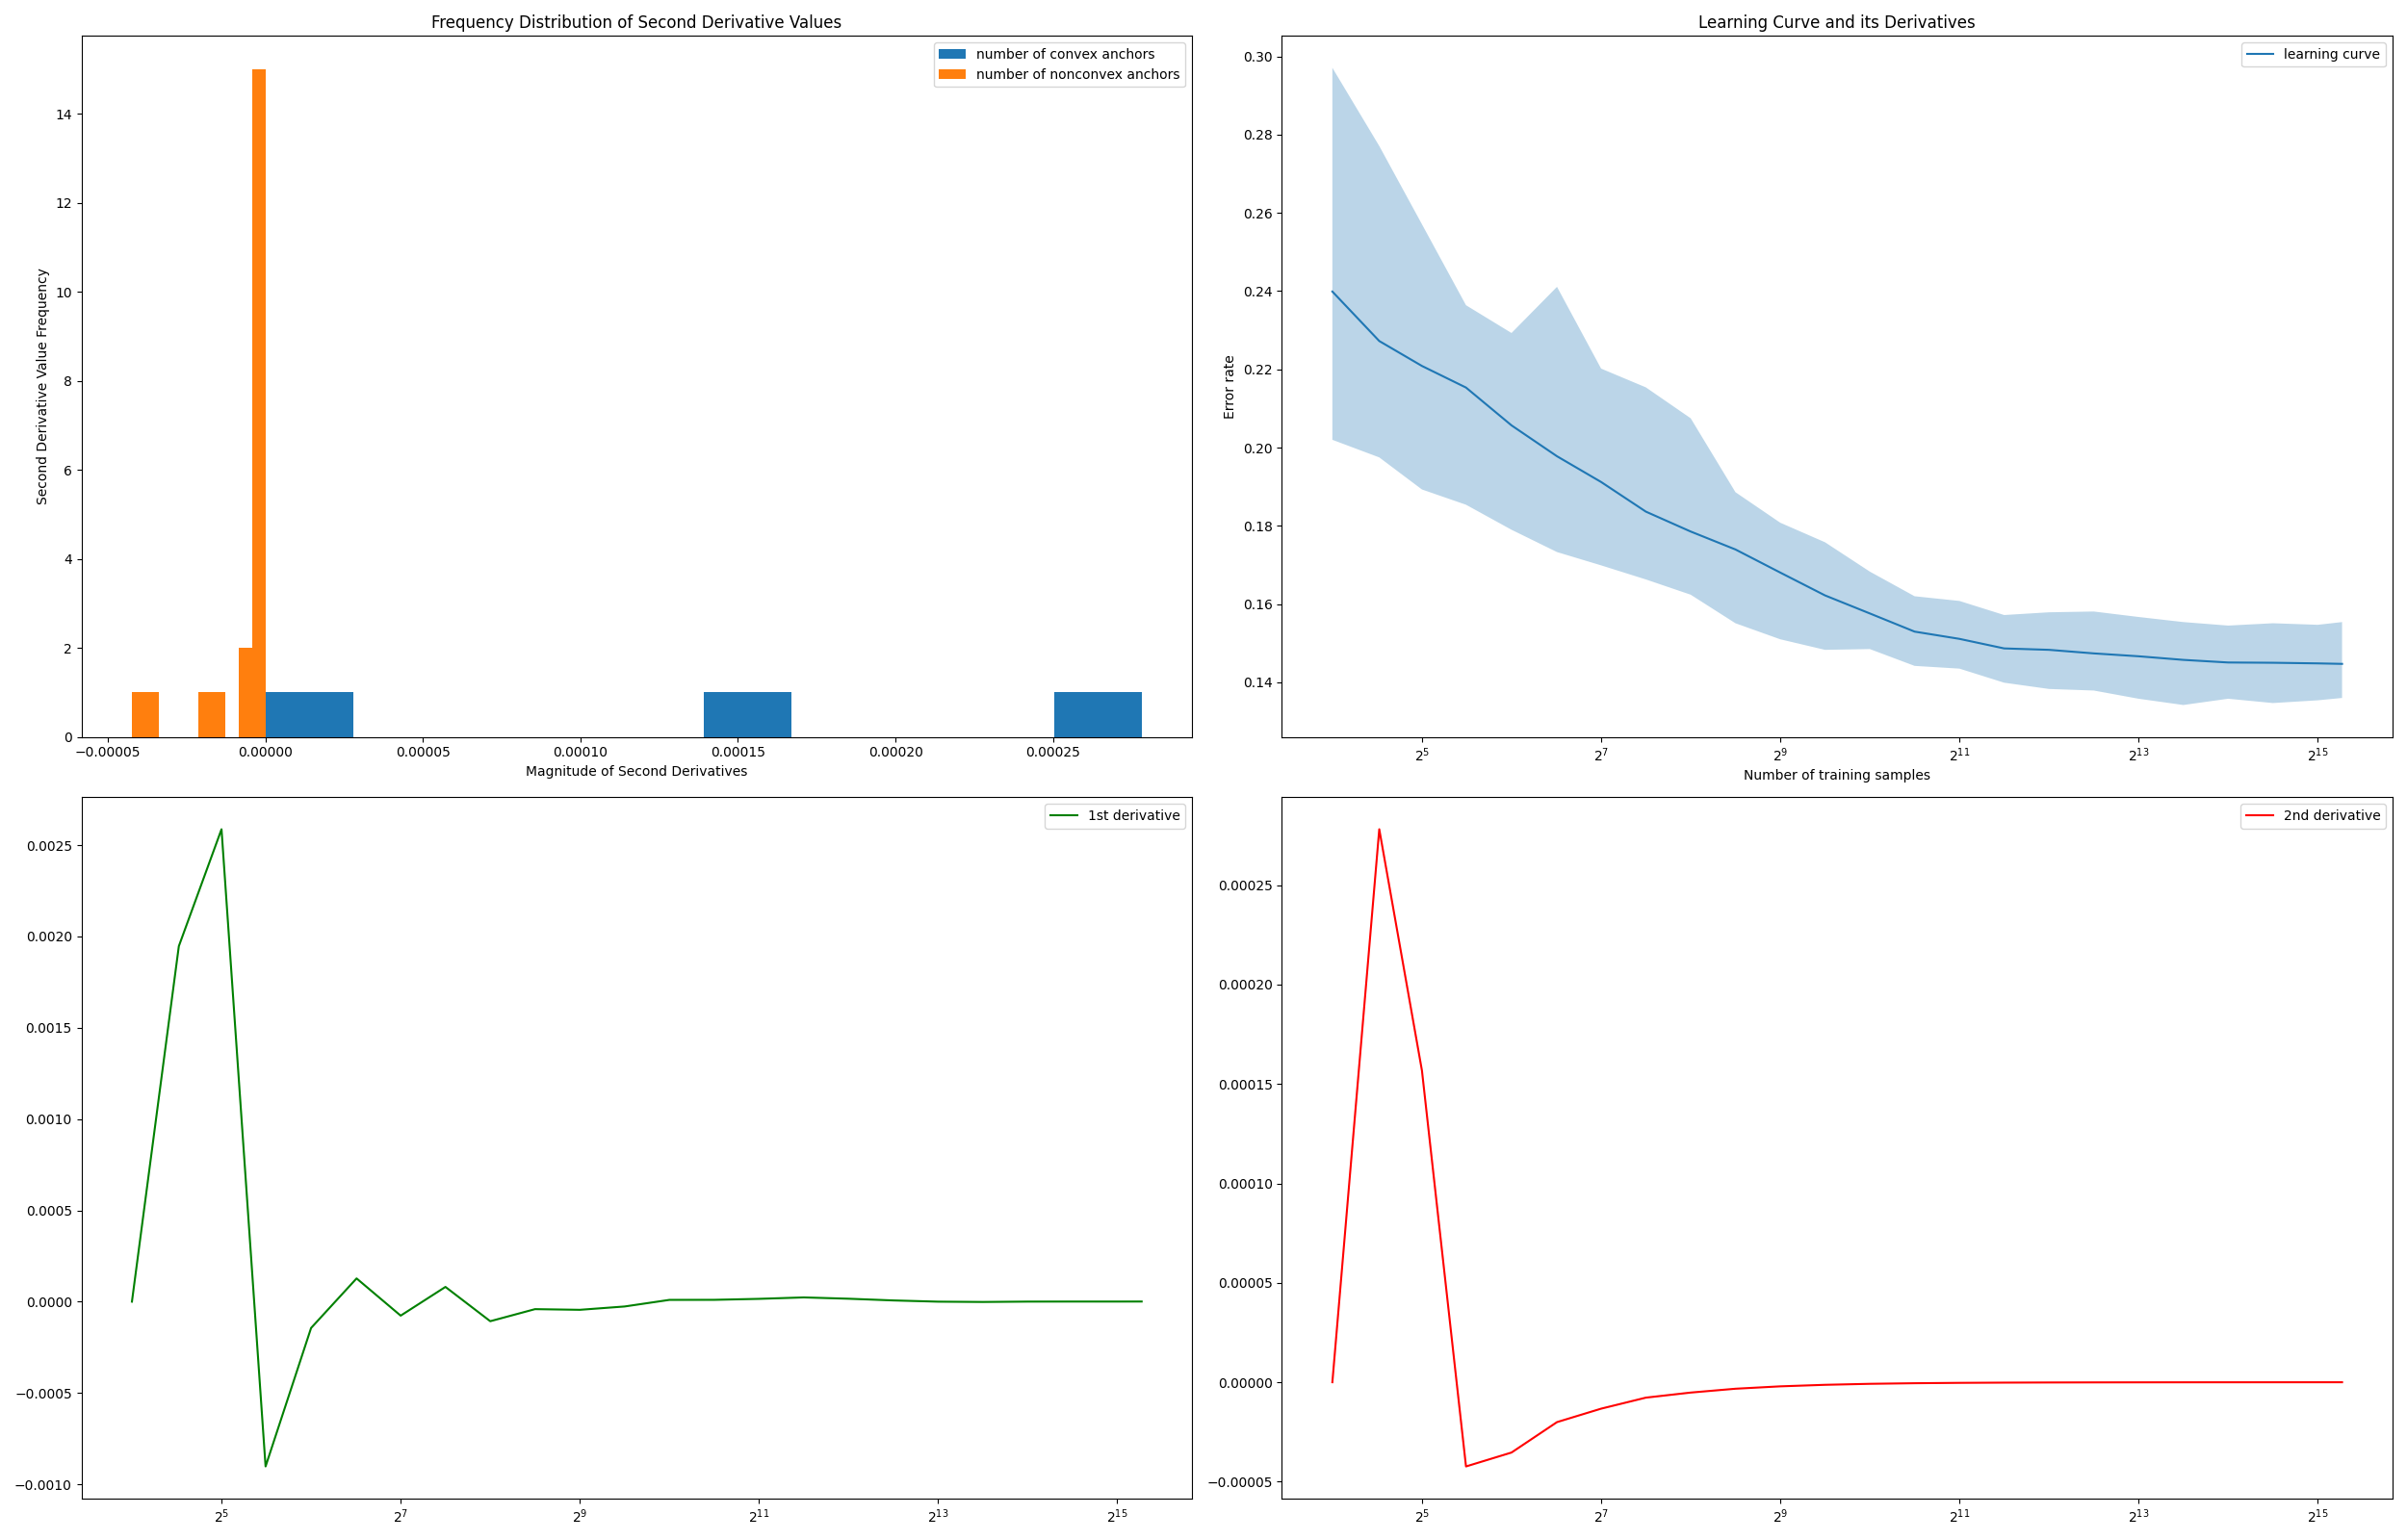 Frequency Distribution of Second Derivative Values
number of convex anchors
number of nonconvex anchors
14
12
10
8
6
4
2
0
Second Derivative Value Frequency
−0.00005 0.00000 0.00005 0.00010 0.00015 0.00020 0.00025
Magnitude of Second Derivatives
Learning Curve and its Derivatives
learning curve
0.30
0.28
0.26
0.24
0.22
0.20
0.18
0.16
0.14
Error rate
2⁵ 2⁷ 2⁹ 2¹¹ 2¹³ 2¹⁵
Number of training samples
1st derivative
0.0025
0.0020
0.0015
0.0010
0.0005
0.0000
−0.0005
−0.0010
2⁵ 2⁷ 2⁹ 2¹¹ 2¹³ 2¹⁵
2nd derivative
0.00025
0.00020
0.00015
0.00010
0.00005
0.00000
−0.00005
2⁵ 2⁷ 2⁹ 2¹¹ 2¹³ 2¹⁵